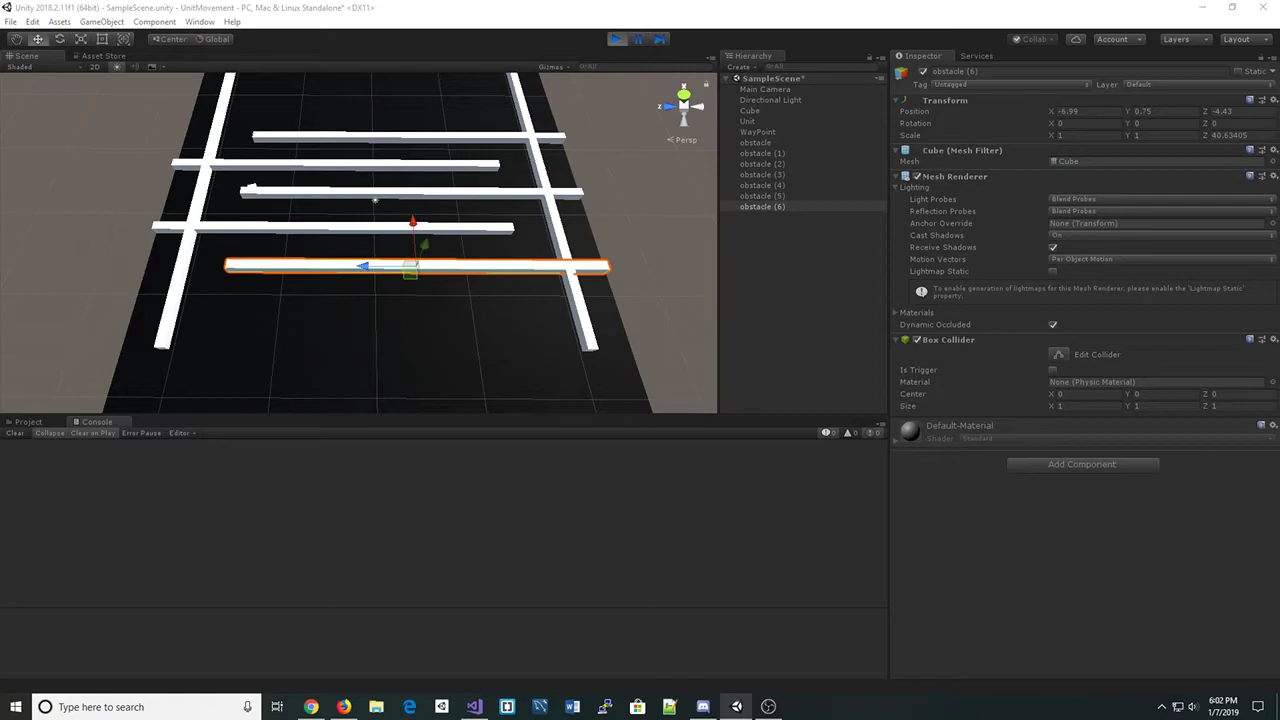 Unity 2018.2.11f1 (64bit) - SampleScene.unity - UnitMovement - PC, Mac & Linux Standalone* <DX11>
File Edit Assets GameObject Component Window Help
Center Global Collab Account Layers Layout
Scene Asset Store Hierarchy Inspector Services
Shaded 2D Gizmos All Create All
SampleScene*
Main Camera
Directional Light
Cube
Unit
WayPoint
obstacle
obstacle (1)
obstacle (2)
obstacle (3)
obstacle (4)
obstacle (5)
obstacle (6)
x
z
Persp
obstacle (6) Static
Tag Untagged Layer Default
Transform
Position X -6.99 Y 0.75 Z -4.43
Rotation X 0 Y 0 Z 0
Scale X 1 Y 1 Z 40.63405
Cube (Mesh Filter)
Mesh Cube
Mesh Renderer
Lighting
Light Probes Blend Probes
Reflection Probes Blend Probes
Anchor Override None (Transform)
Cast Shadows On
Receive Shadows
Motion Vectors Per Object Motion
Lightmap Static
To enable generation of lightmaps for this Mesh Renderer, please enable the 'Lightmap Static'
property.
Materials
Dynamic Occluded
Box Collider
Edit Collider
Is Trigger
Material None (Physic Material)
Center X 0 Y 0 Z 0
Size X 1 Y 1 Z 1
Default-Material
Shader Standard
Add Component
Project Console
Clear Collapse Clear on Play Error Pause Editor 0 0 0
Type here to search
6:02 PM
1/7/2019